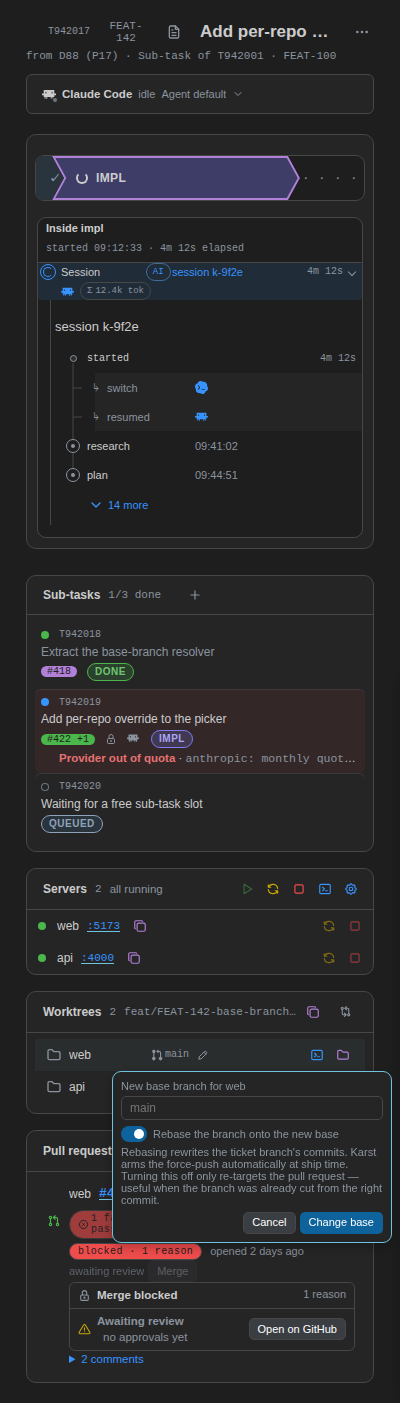 T942017 FEAT-142 Add per-repo … ···
from D88 (P17) · Sub-task of T942001 · FEAT-100
Claude Code idle Agent default
IMPL · · · ·
Inside impl
started 09:12:33 · 4m 12s elapsed
Session AI session k-9f2e 4m 12s
Σ 12.4k tok
session k-9f2e
started 4m 12s
↳ switch
↳ resumed
research 09:41:02
plan 09:44:51
14 more
Sub-tasks 1/3 done +
T942018
Extract the base-branch resolver
#418 DONE
T942019
Add per-repo override to the picker
#422 +1 IMPL
Provider out of quota · anthropic: monthly quot…
T942020
Waiting for a free sub-task slot
QUEUED
Servers 2 all running
web :5173
api :4000
Worktrees 2 feat/FEAT-142-base-branch…
web main
api
New base branch for web
main
Rebase the branch onto the new base
Rebasing rewrites the ticket branch's commits. Karst
arms the force-push automatically at ship time.
Turning this off only re-targets the pull request —
useful when the branch was already cut from the right
commit.
Cancel Change base
Pull request
web #4
1 f
pas
blocked · 1 reason opened 2 days ago
awaiting review Merge
Merge blocked 1 reason
Awaiting review
no approvals yet
Open on GitHub
2 comments